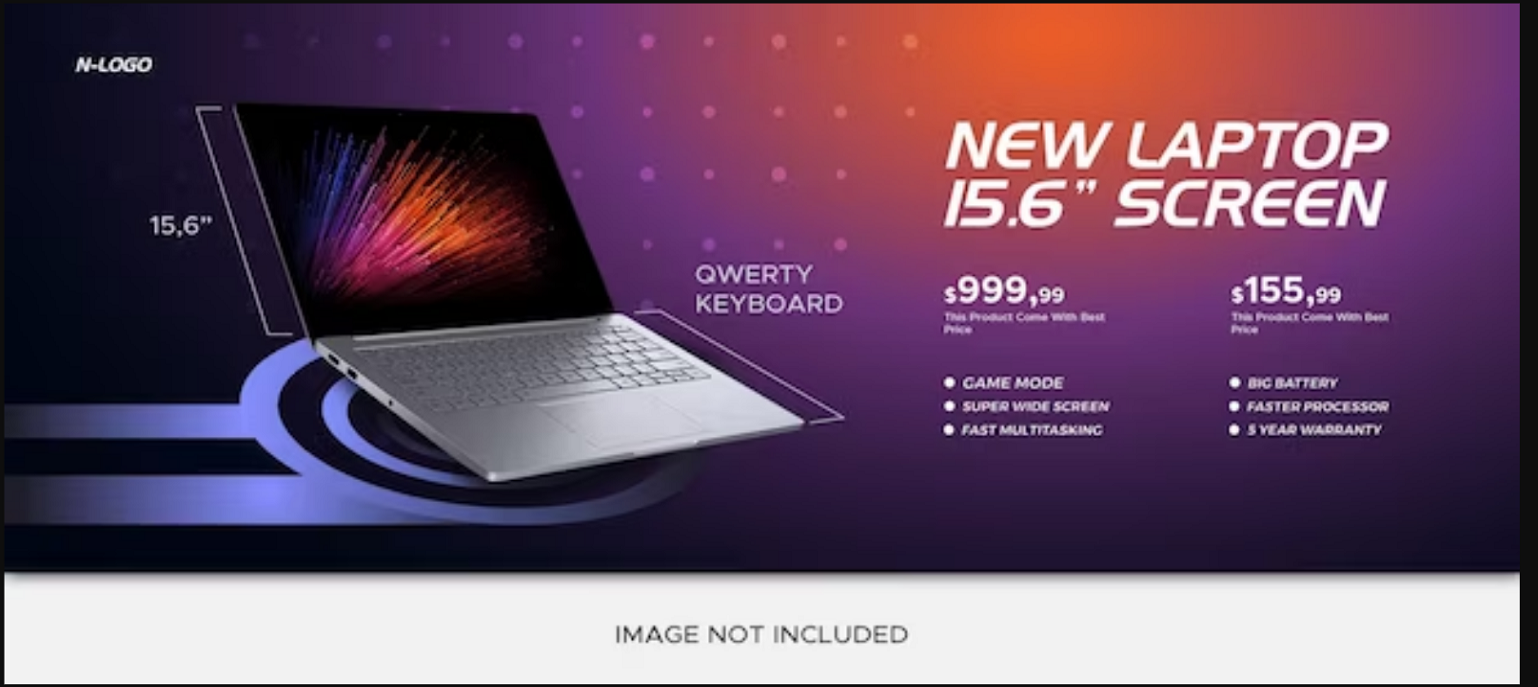 N-LOGO
15,6”
QWERTY
KEYBOARD
NEW LAPTOP
15.6” SCREEN
$999,99
This Product Come With Best
Price
$155,99
This Product Come With Best
Price
GAME MODE
SUPER WIDE SCREEN
FAST MULTITASKING
BIG BATTERY
FASTER PROCESSOR
5 YEAR WARRANTY
IMAGE NOT INCLUDED